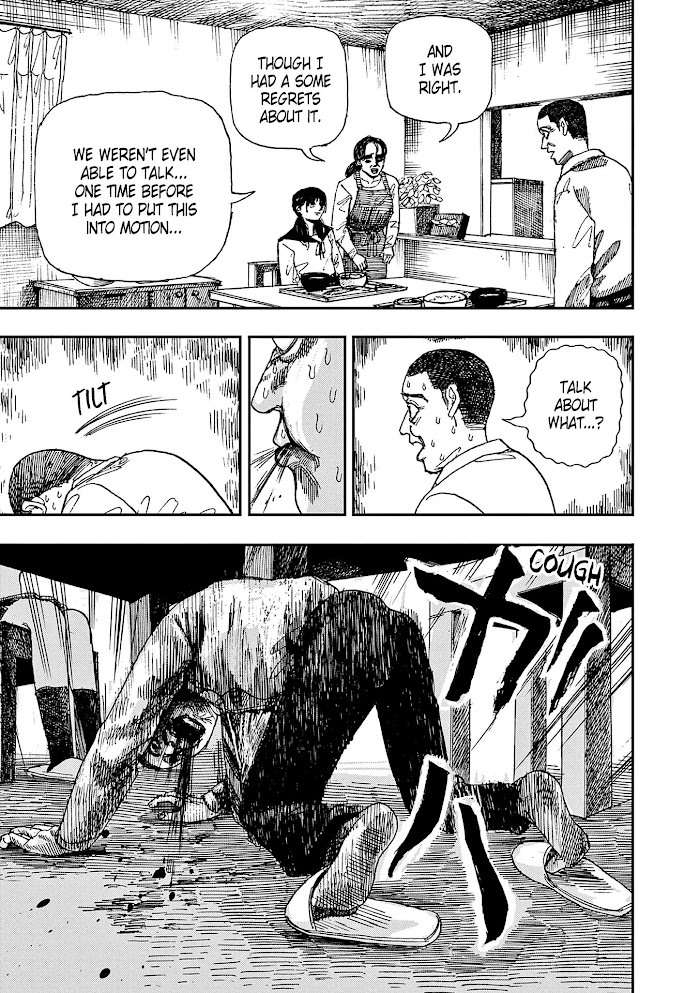 AND
I WAS
RIGHT.
THOUGH I
HAD A SOME
REGRETS
ABOUT IT.
WE WEREN'T EVEN
ABLE TO TALK...
ONE TIME BEFORE
I HAD TO PUT THIS
INTO MOTION...
TALK
ABOUT
WHAT...?
TILT
COUGH